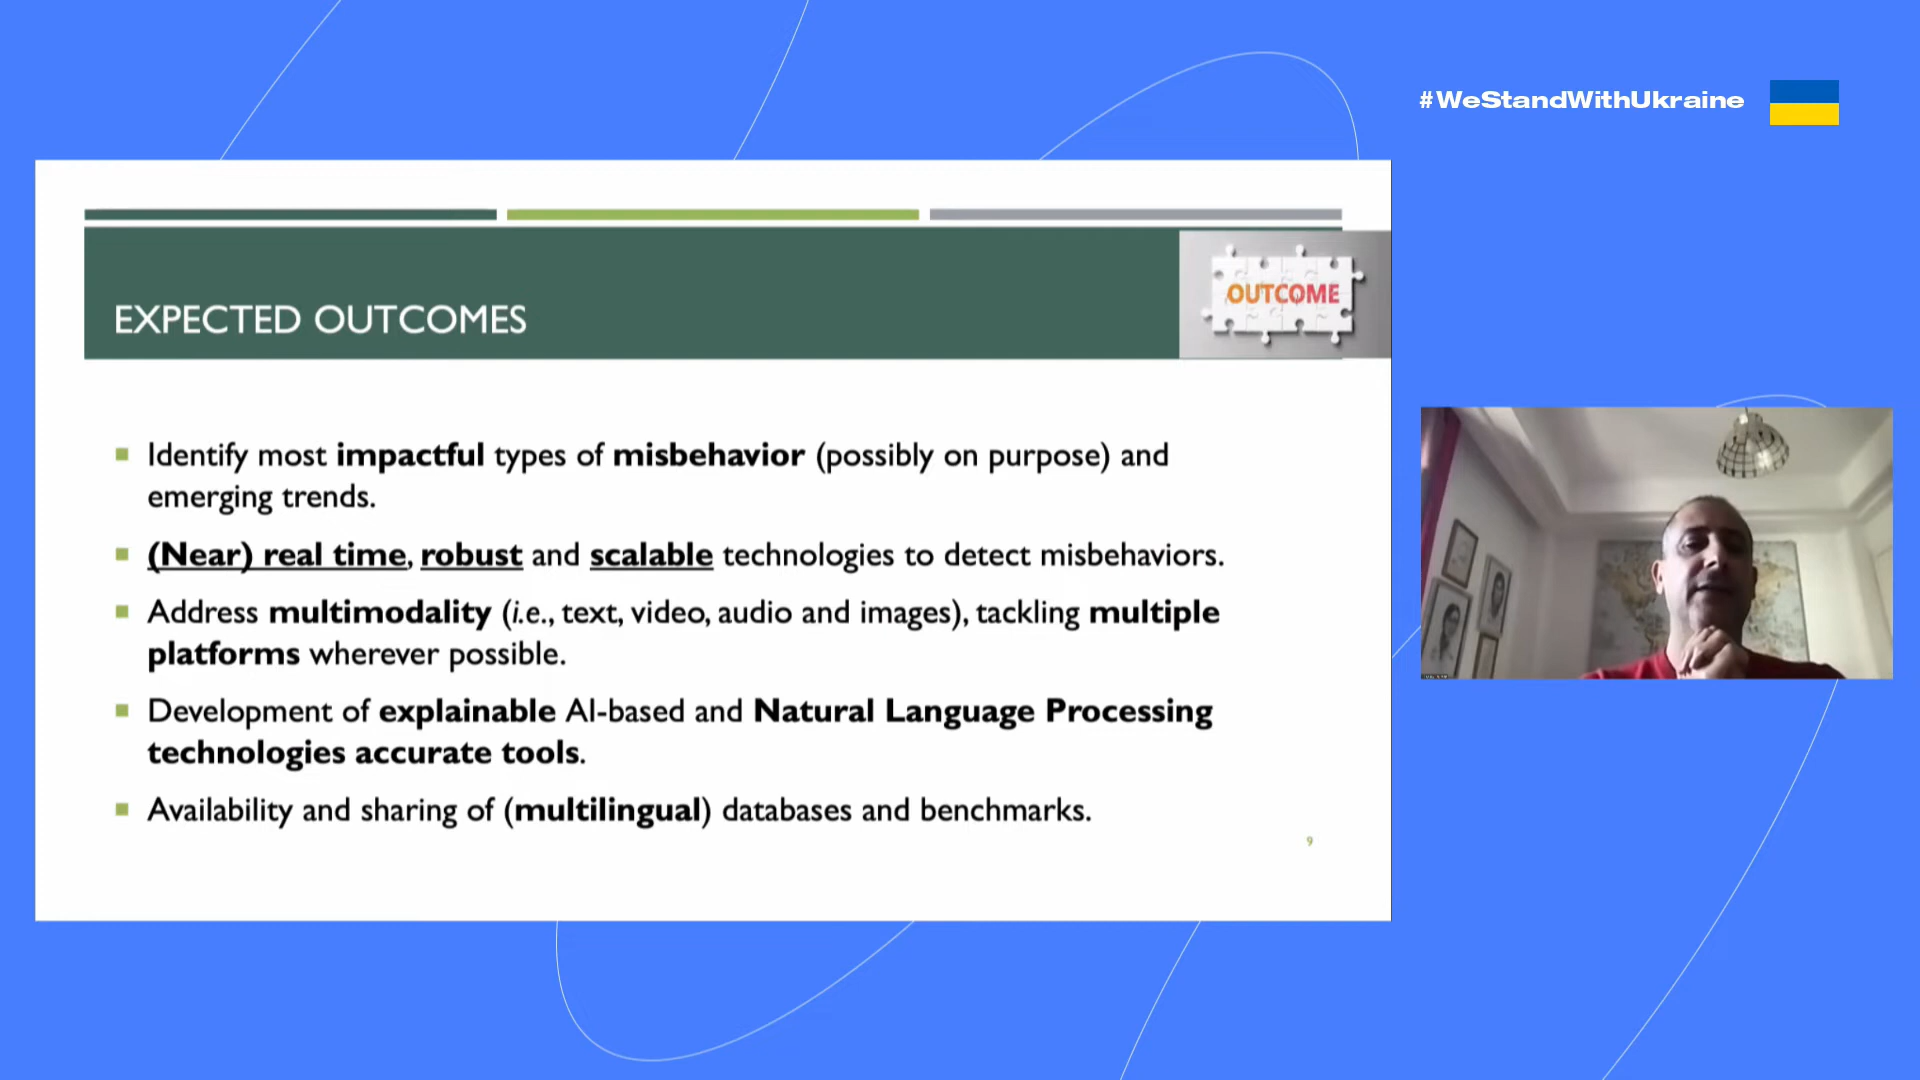 #WeStandWithUkraine
OUTCOME
EXPECTED OUTCOMES
Identify most impactful types of misbehavior (possibly on purpose) and
emerging trends.
(Near) real time, robust and scalable technologies to detect misbehaviors.
Address multimodality (i.e., text, video, audio and images), tackling multiple
platforms wherever possible.
Development of explainable AI-based and Natural Language Processing
technologies accurate tools.
Availability and sharing of (multilingual) databases and benchmarks.
9